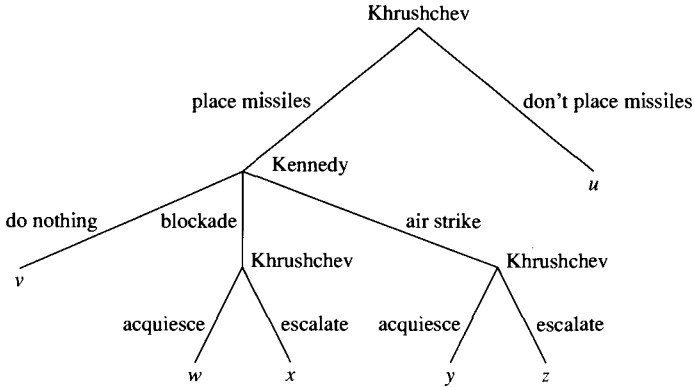 Khrushchev
place missiles
don't place missiles
Kennedy
u
do nothing
blockade
air strike
v
Khrushchev
Khrushchev
acquiesce
escalate
acquiesce
escalate
w
x
y
z